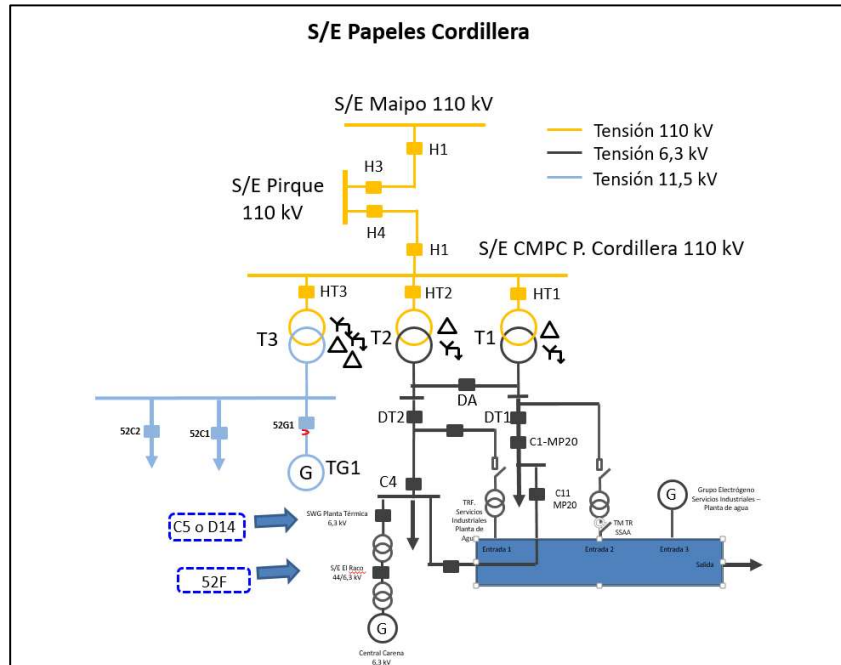 S/E Papeles Cordillera
S/E Maipo 110 kV
H1
H3
S/E Pirque
110 kV
H4
H1
Tensión 110 kV
Tensión 6,3 kV
Tensión 11,5 kV
S/E CMPC P. Cordillera 110 kV
HT3
HT2
HT1
T3
T2
T1
DA
DT2
DT1
52C2
52C1
52G1
C1-MP20
G
TG1
C4
C11
MP20
TRF.
Servicios
Industriales
Planta de
Agua
G
Grupo Electrógeno
Servicios Industriales –
Planta de agua
TM TR
SSAA
C5 o D14
SWG Planta Térmica
6,3 kV
Entrada 1
Entrada 2
Entrada 3
Salida
52F
S/E El Raco
44/6,3 kV
G
Central Carena
6.3 kV